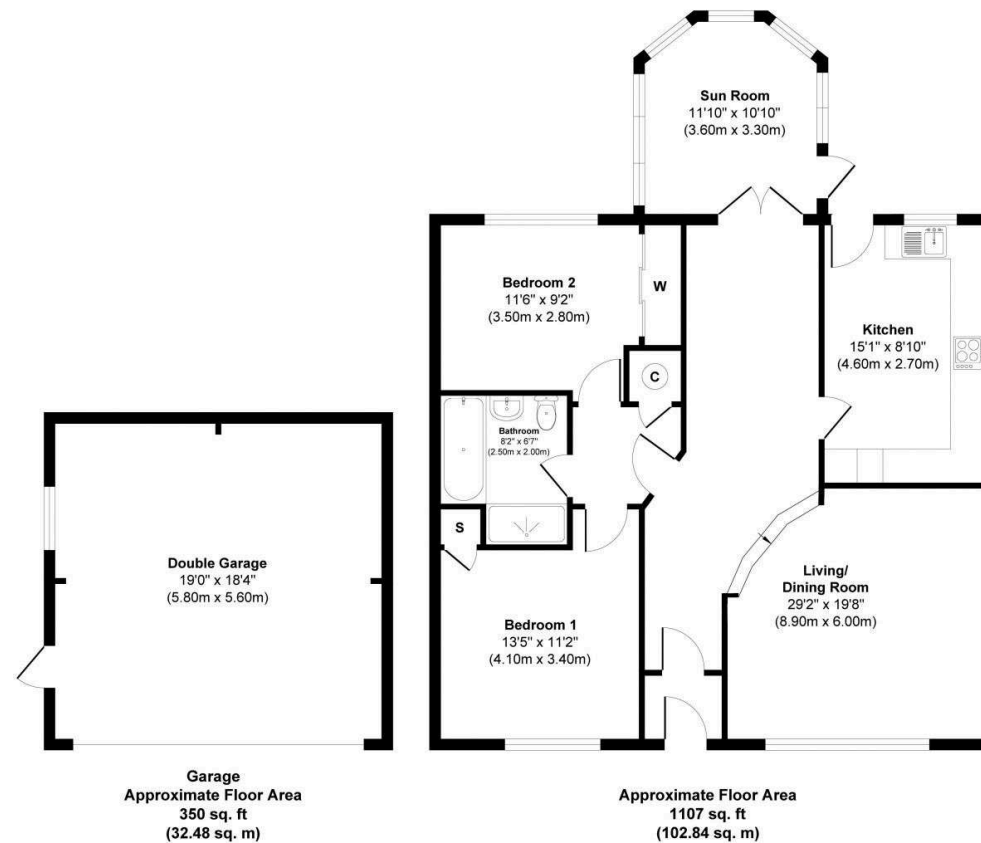 Sun Room
11'10" x 10'10"
(3.60m x 3.30m)
Bedroom 2
11'6" x 9'2"
(3.50m x 2.80m)
W
Kitchen
15'1" x 8'10"
(4.60m x 2.70m)
C
Bathroom
8'2" x 6'7"
(2.50m x 2.00m)
S
Double Garage
19'0" x 18'4"
(5.80m x 5.60m)
Living/
Dining Room
29'2" x 19'8"
(8.90m x 6.00m)
Bedroom 1
13'5" x 11'2"
(4.10m x 3.40m)
Garage
Approximate Floor Area
350 sq. ft
(32.48 sq. m)
Approximate Floor Area
1107 sq. ft
(102.84 sq. m)